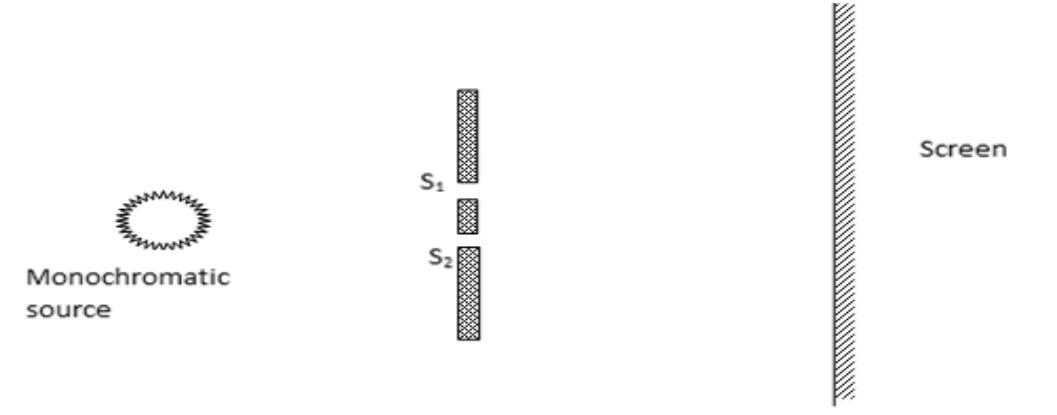 Screen
S₁
S₂
Monochromatic
source